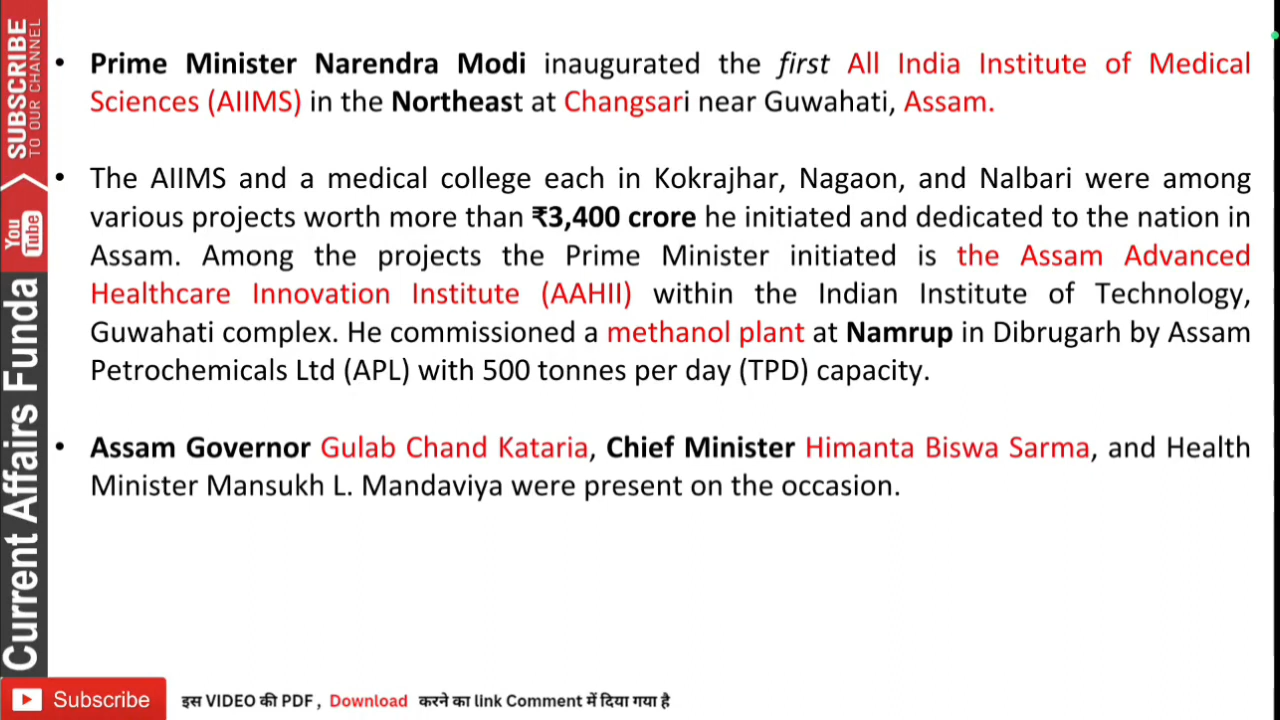 • Prime Minister Narendra Modi inaugurated the first All India Institute of Medical
Sciences (AIIMS) in the Northeast at Changsari near Guwahati, Assam.
• The AIIMS and a medical college each in Kokrajhar, Nagaon, and Nalbari were among
various projects worth more than ₹3,400 crore he initiated and dedicated to the nation in
Assam. Among the projects the Prime Minister initiated is the Assam Advanced
Healthcare Innovation Institute (AAHII) within the Indian Institute of Technology,
Guwahati complex. He commissioned a methanol plant at Namrup in Dibrugarh by Assam
Petrochemicals Ltd (APL) with 500 tonnes per day (TPD) capacity.
• Assam Governor Gulab Chand Kataria, Chief Minister Himanta Biswa Sarma, and Health
Minister Mansukh L. Mandaviya were present on the occasion.
SUBSCRIBE
TO OUR CHANNEL
You
Tube
Current Affairs Funda
Subscribe
इस VIDEO की PDF , Download करने का link Comment में दिया गया है